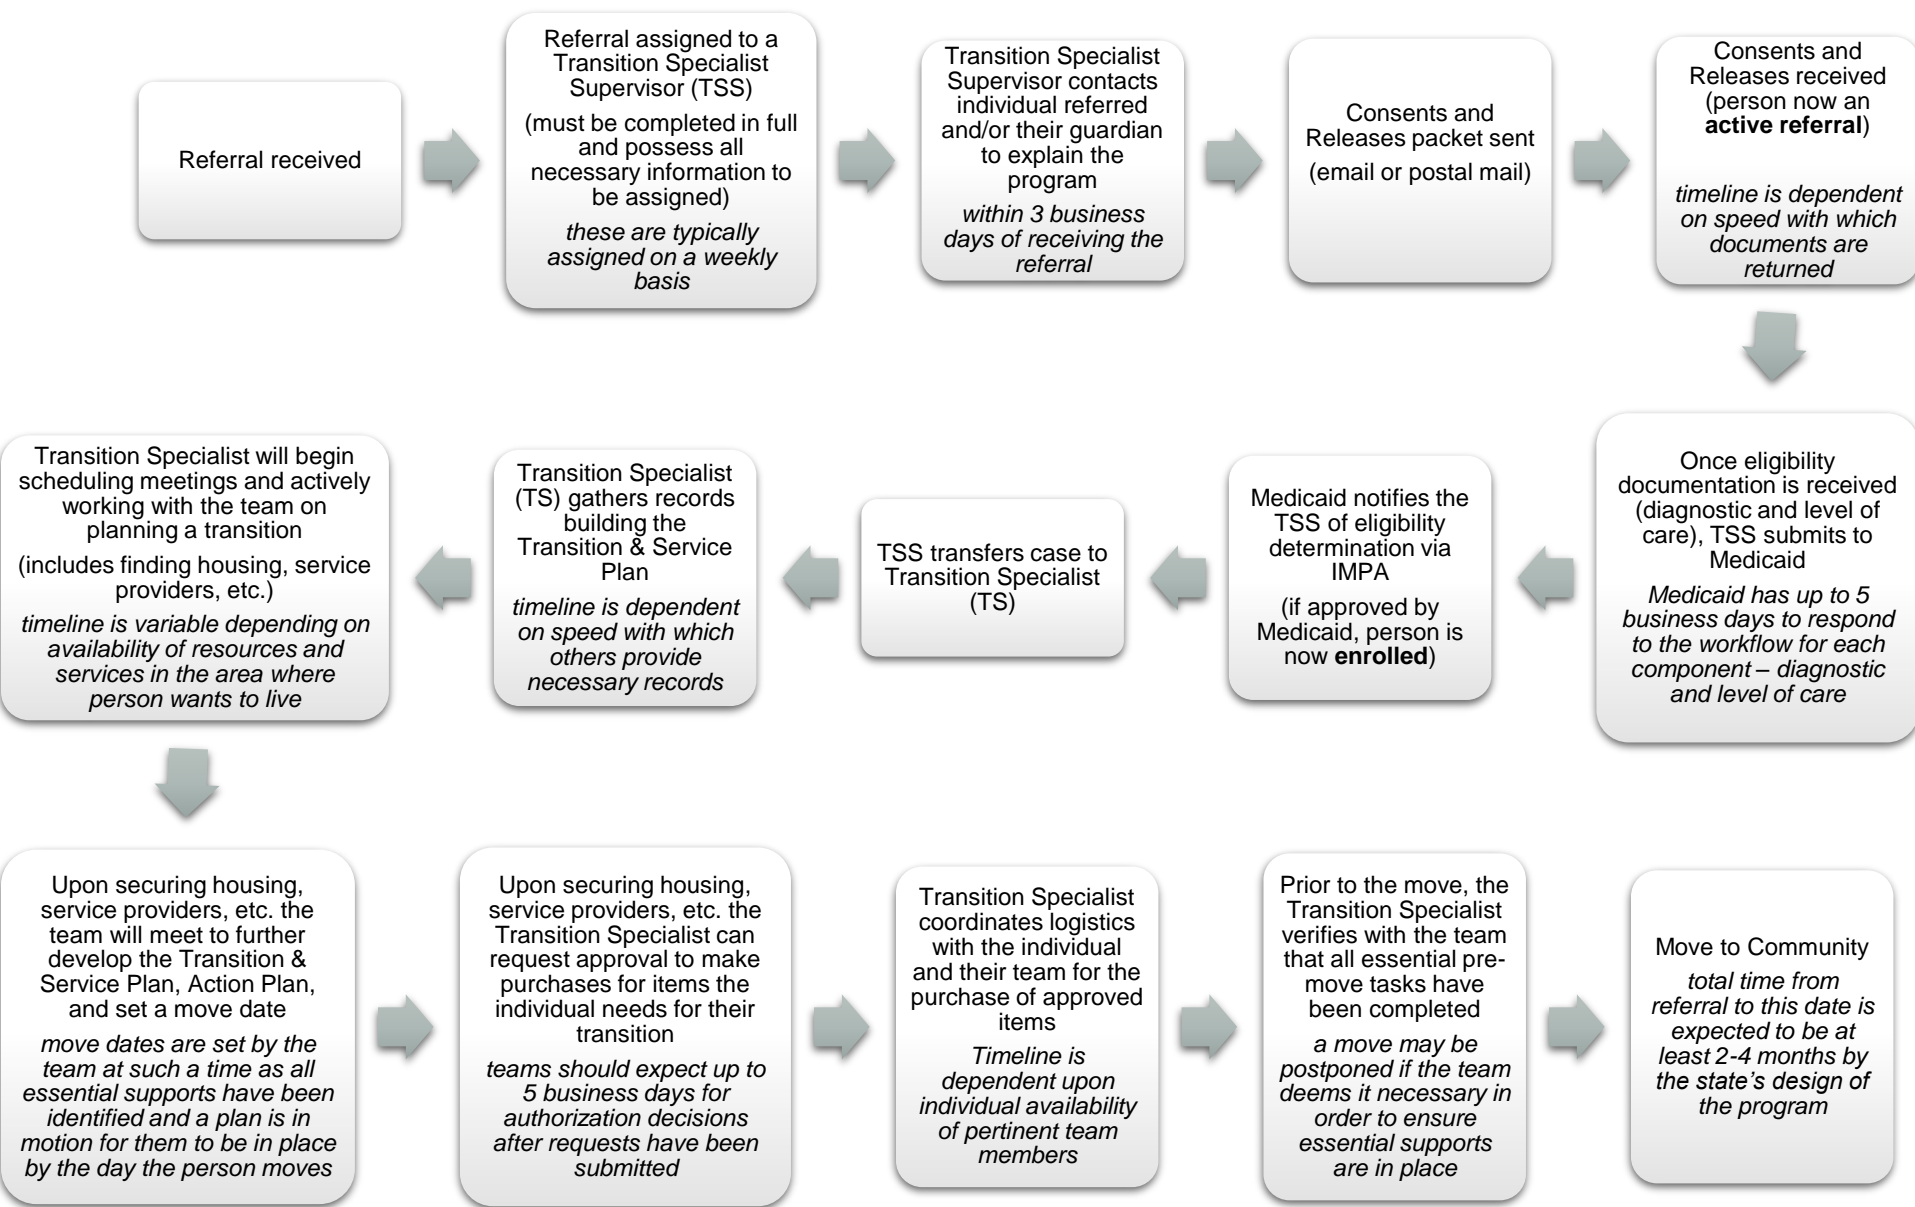 Referral received
Referral assigned to a
Transition Specialist
Supervisor (TSS)
(must be completed in full
and possess all
necessary information to
be assigned)
these are typically
assigned on a weekly
basis
Transition Specialist
Supervisor contacts
individual referred
and/or their guardian
to explain the
program
within 3 business
days of receiving the
referral
Consents and
Releases packet sent
(email or postal mail)
Consents and
Releases received
(person now an
active referral)
timeline is dependent
on speed with which
documents are
returned
Once eligibility
documentation is received
(diagnostic and level of
care), TSS submits to
Medicaid
Medicaid has up to 5
business days to respond
to the workflow for each
component – diagnostic
and level of care
Medicaid notifies the
TSS of eligibility
determination via
IMPA
(if approved by
Medicaid, person is
now enrolled)
TSS transfers case to
Transition Specialist
(TS)
Transition Specialist
(TS) gathers records
building the
Transition & Service
Plan
timeline is dependent
on speed with which
others provide
necessary records
Transition Specialist will begin
scheduling meetings and actively
working with the team on
planning a transition
(includes finding housing, service
providers, etc.)
timeline is variable depending on
availability of resources and
services in the area where
person wants to live
Upon securing housing,
service providers, etc. the
team will meet to further
develop the Transition &
Service Plan, Action Plan,
and set a move date
move dates are set by the
team at such a time as all
essential supports have been
identified and a plan is in
motion for them to be in place
by the day the person moves
Upon securing housing,
service providers, etc. the
Transition Specialist can
request approval to make
purchases for items the
individual needs for their
transition
teams should expect up to
5 business days for
authorization decisions
after requests have been
submitted
Transition Specialist
coordinates logistics
with the individual
and their team for the
purchase of approved
items
Timeline is
dependent upon
individual availability
of pertinent team
members
Prior to the move, the
Transition Specialist
verifies with the team
that all essential pre-
move tasks have
been completed
a move may be
postponed if the team
deems it necessary in
order to ensure
essential supports
are in place
Move to Community
total time from
referral to this date is
expected to be at
least 2-4 months by
the state's design of
the program